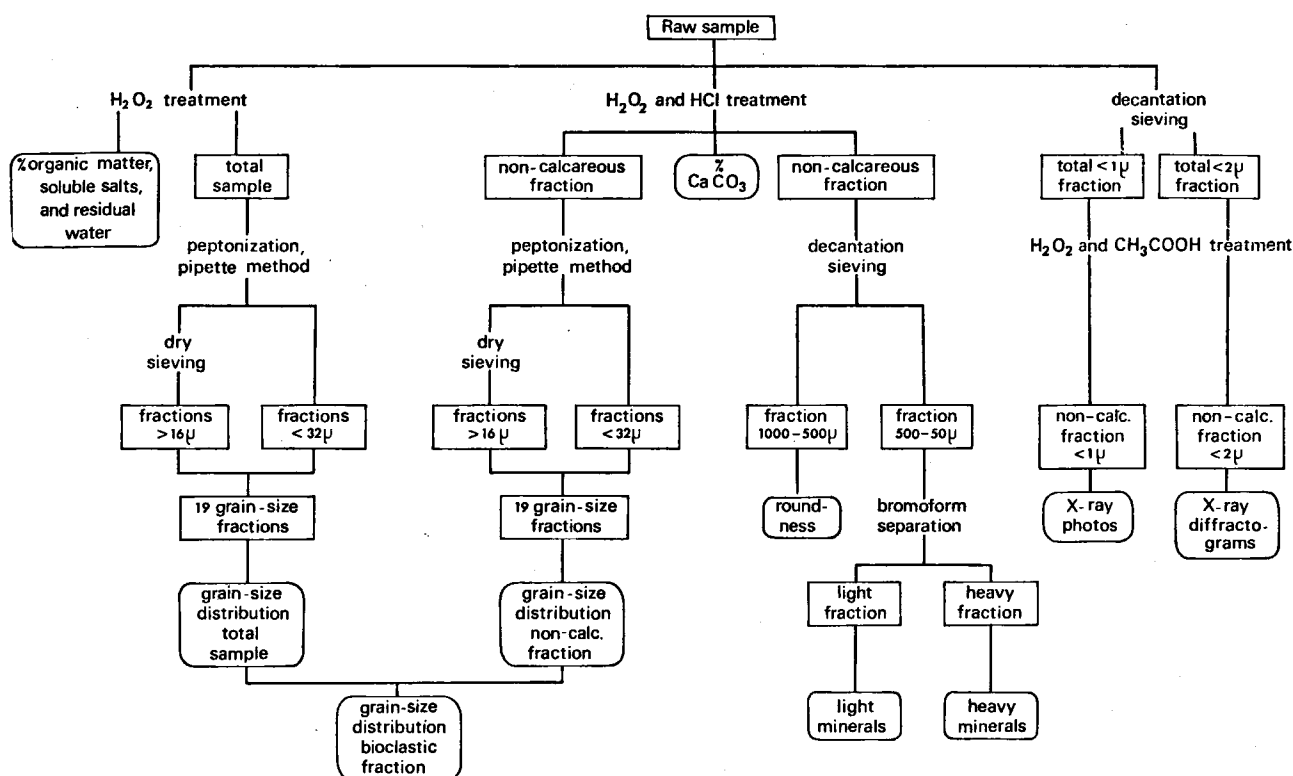 Raw sample
H₂O₂ treatment
H₂O₂ and HCl treatment
decantation
sieving
%organic matter,
soluble salts,
and residual
water
total
sample
non-calcareous
fraction
%
CaCO₃
non-calcareous
fraction
total<1μ
fraction
total<2μ
fraction
peptonization,
pipette method
peptonization,
pipette method
decantation
sieving
H₂O₂ and CH₃COOH treatment
dry
sieving
dry
sieving
fractions
>16μ
fractions
<32μ
fractions
>16μ
fractions
<32μ
fraction
1000-500μ
fraction
500-50μ
non-calc.
fraction
<1μ
non-calc.
fraction
<2μ
19 grain-size
fractions
19 grain-size
fractions
round-
ness
bromoform
separation
X-ray
photos
X-ray
diffracto-
grams
grain-size
distribution
total
sample
grain-size
distribution
non-calc.
fraction
light
fraction
heavy
fraction
grain-size
distribution
bioclastic
fraction
light
minerals
heavy
minerals